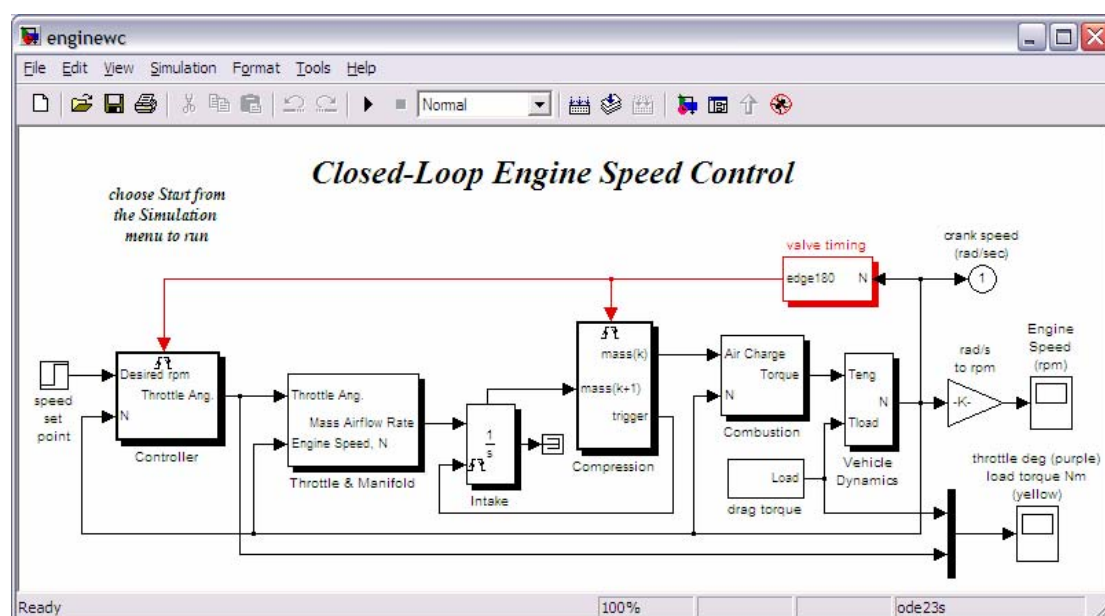 enginewc
File Edit View Simulation Format Tools Help
Normal
Closed-Loop Engine Speed Control
choose Start from
the Simulation
menu to run
valve timing
edge180 N
crank speed
(rad/sec)
1
Desired rpm
Throttle Ang.
N
Controller
speed
set
point
Throttle Ang.
Mass Airflow Rate
Engine Speed, N
Throttle & Manifold
1
s
Intake
mass(k)
mass(k+1)
trigger
Compression
Air Charge
Torque
N
Combustion
Teng
N
Tload
Vehicle
Dynamics
Load
drag torque
rad/s
to rpm
-K-
Engine
Speed
(rpm)
throttle deg (purple)
load torque Nm
(yellow)
Ready 100% ode23s